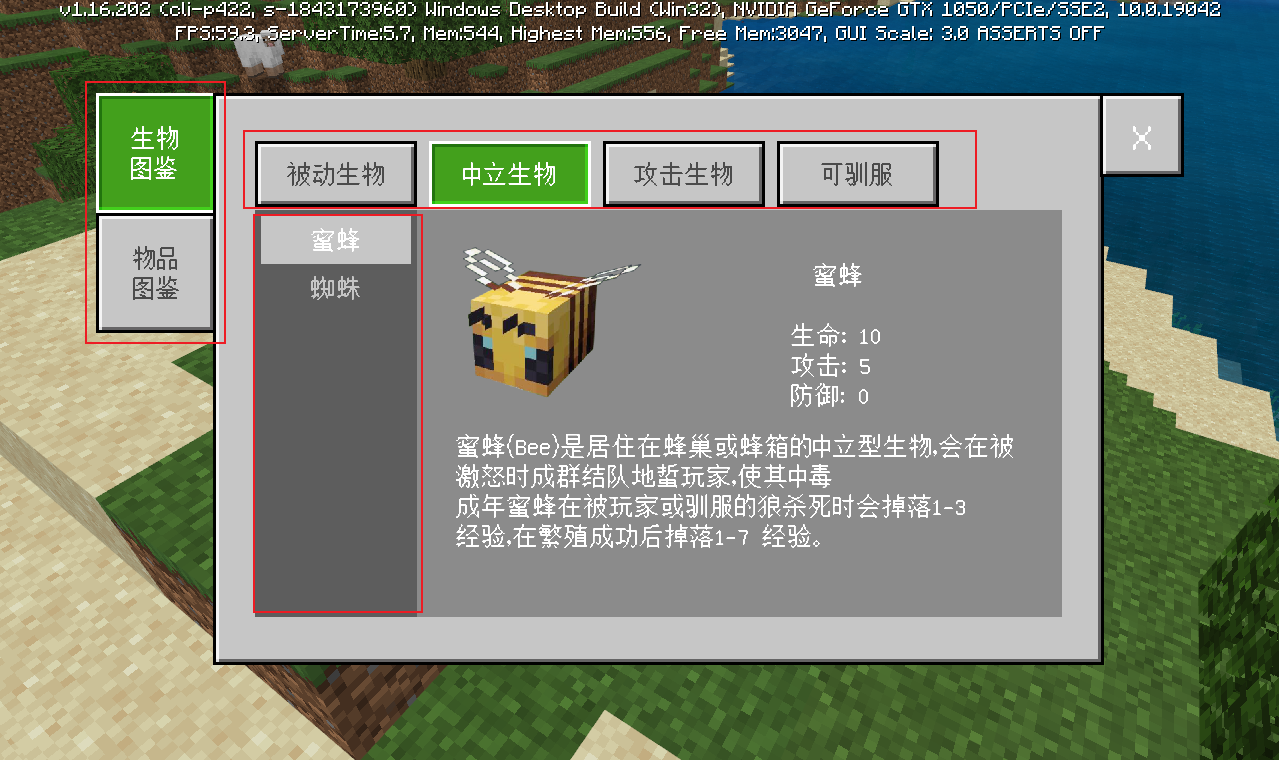 v1.16.202 (cli-p422, s-1843173960) Windows Desktop Build (Win32), NVIDIA GeForce GTX 1050/PCIe/SSE2, 10.0.19042
FPS:59.3, ServerTime:5.7, Mem:544, Highest Mem:556, Free Mem:3047, GUI Scale: 3.0 ASSERTS OFF
生物
图鉴
物品
图鉴
被动生物
中立生物
攻击生物
可驯服
X
蜜蜂
蜘蛛
蜜蜂
生命: 10
攻击: 5
防御: 0
蜜蜂(Bee)是居住在蜂巢或蜂箱的中立型生物,会在被
激怒时成群结队地蜇玩家,使其中毒
成年蜜蜂在被玩家或驯服的狼杀死时会掉落1-3
经验,在繁殖成功后掉落1-7 经验。